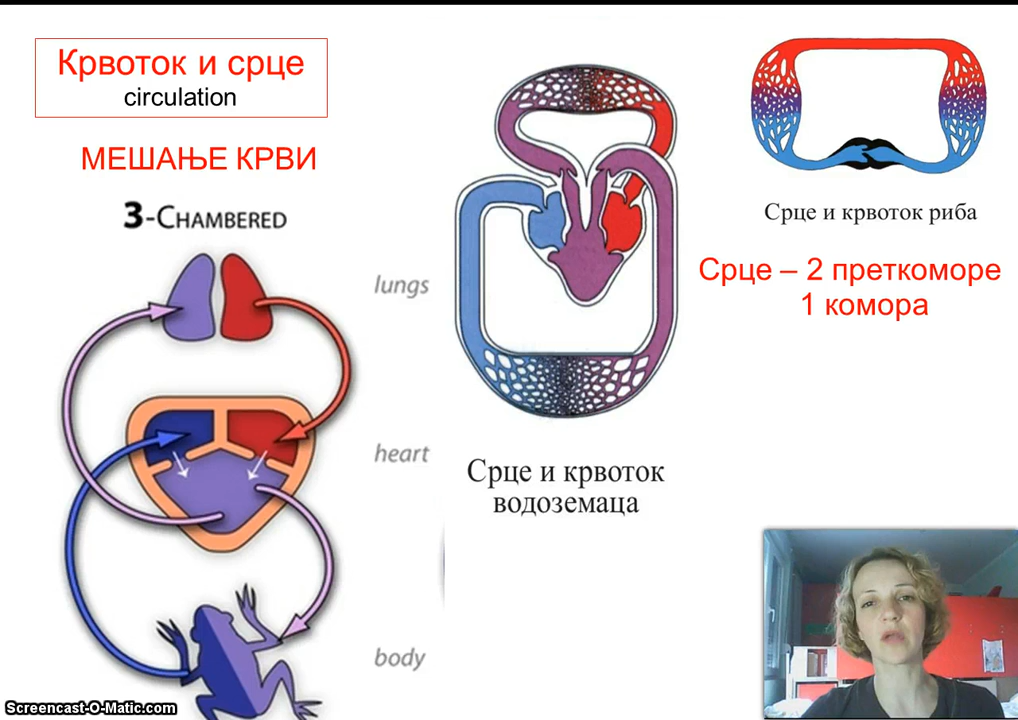 Крвоток и срце
circulation
МЕШАЊЕ КРВИ
3-CHAMBERED
lungs
heart
body
Срце и крвоток
водоземаца
Срце и крвоток риба
Срце – 2 преткоморе
1 комора
Screencast-O-Matic.com